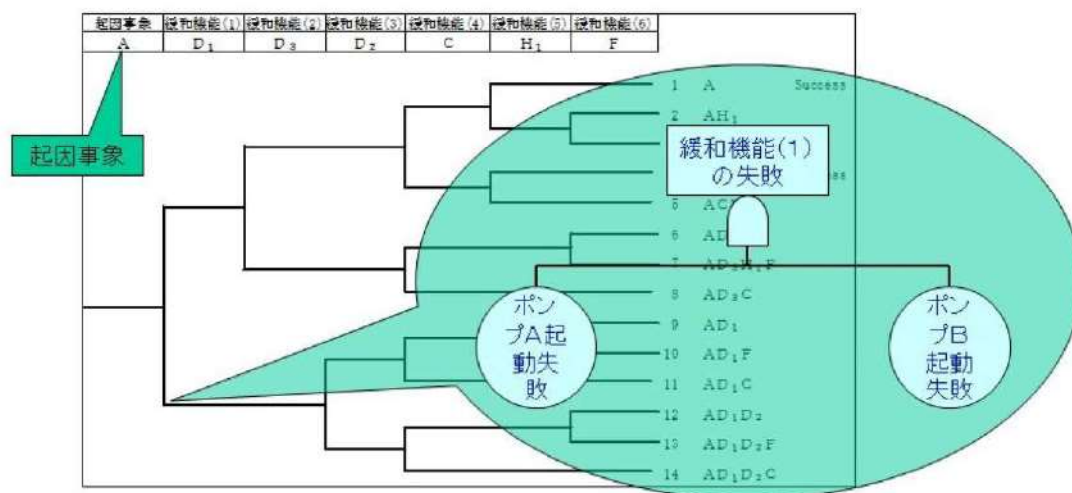 起因事象 緩和機能(1) 緩和機能(2) 緩和機能(3) 緩和機能(4) 緩和機能(5) 緩和機能(6)
A D₁ D₃ D₂ C H₁ F
起因事象
1 A Success
2 AH₁
緩和機能(1)
の失敗
5
6
7
8 AD₃C
9 AD₁
10 AD₁F
11 AD₁C
12 AD₁D₂
13 AD₁D₂F
14 AD₁D₂C
ポン
プA起
動失
敗
ポン
プB
起動
失敗